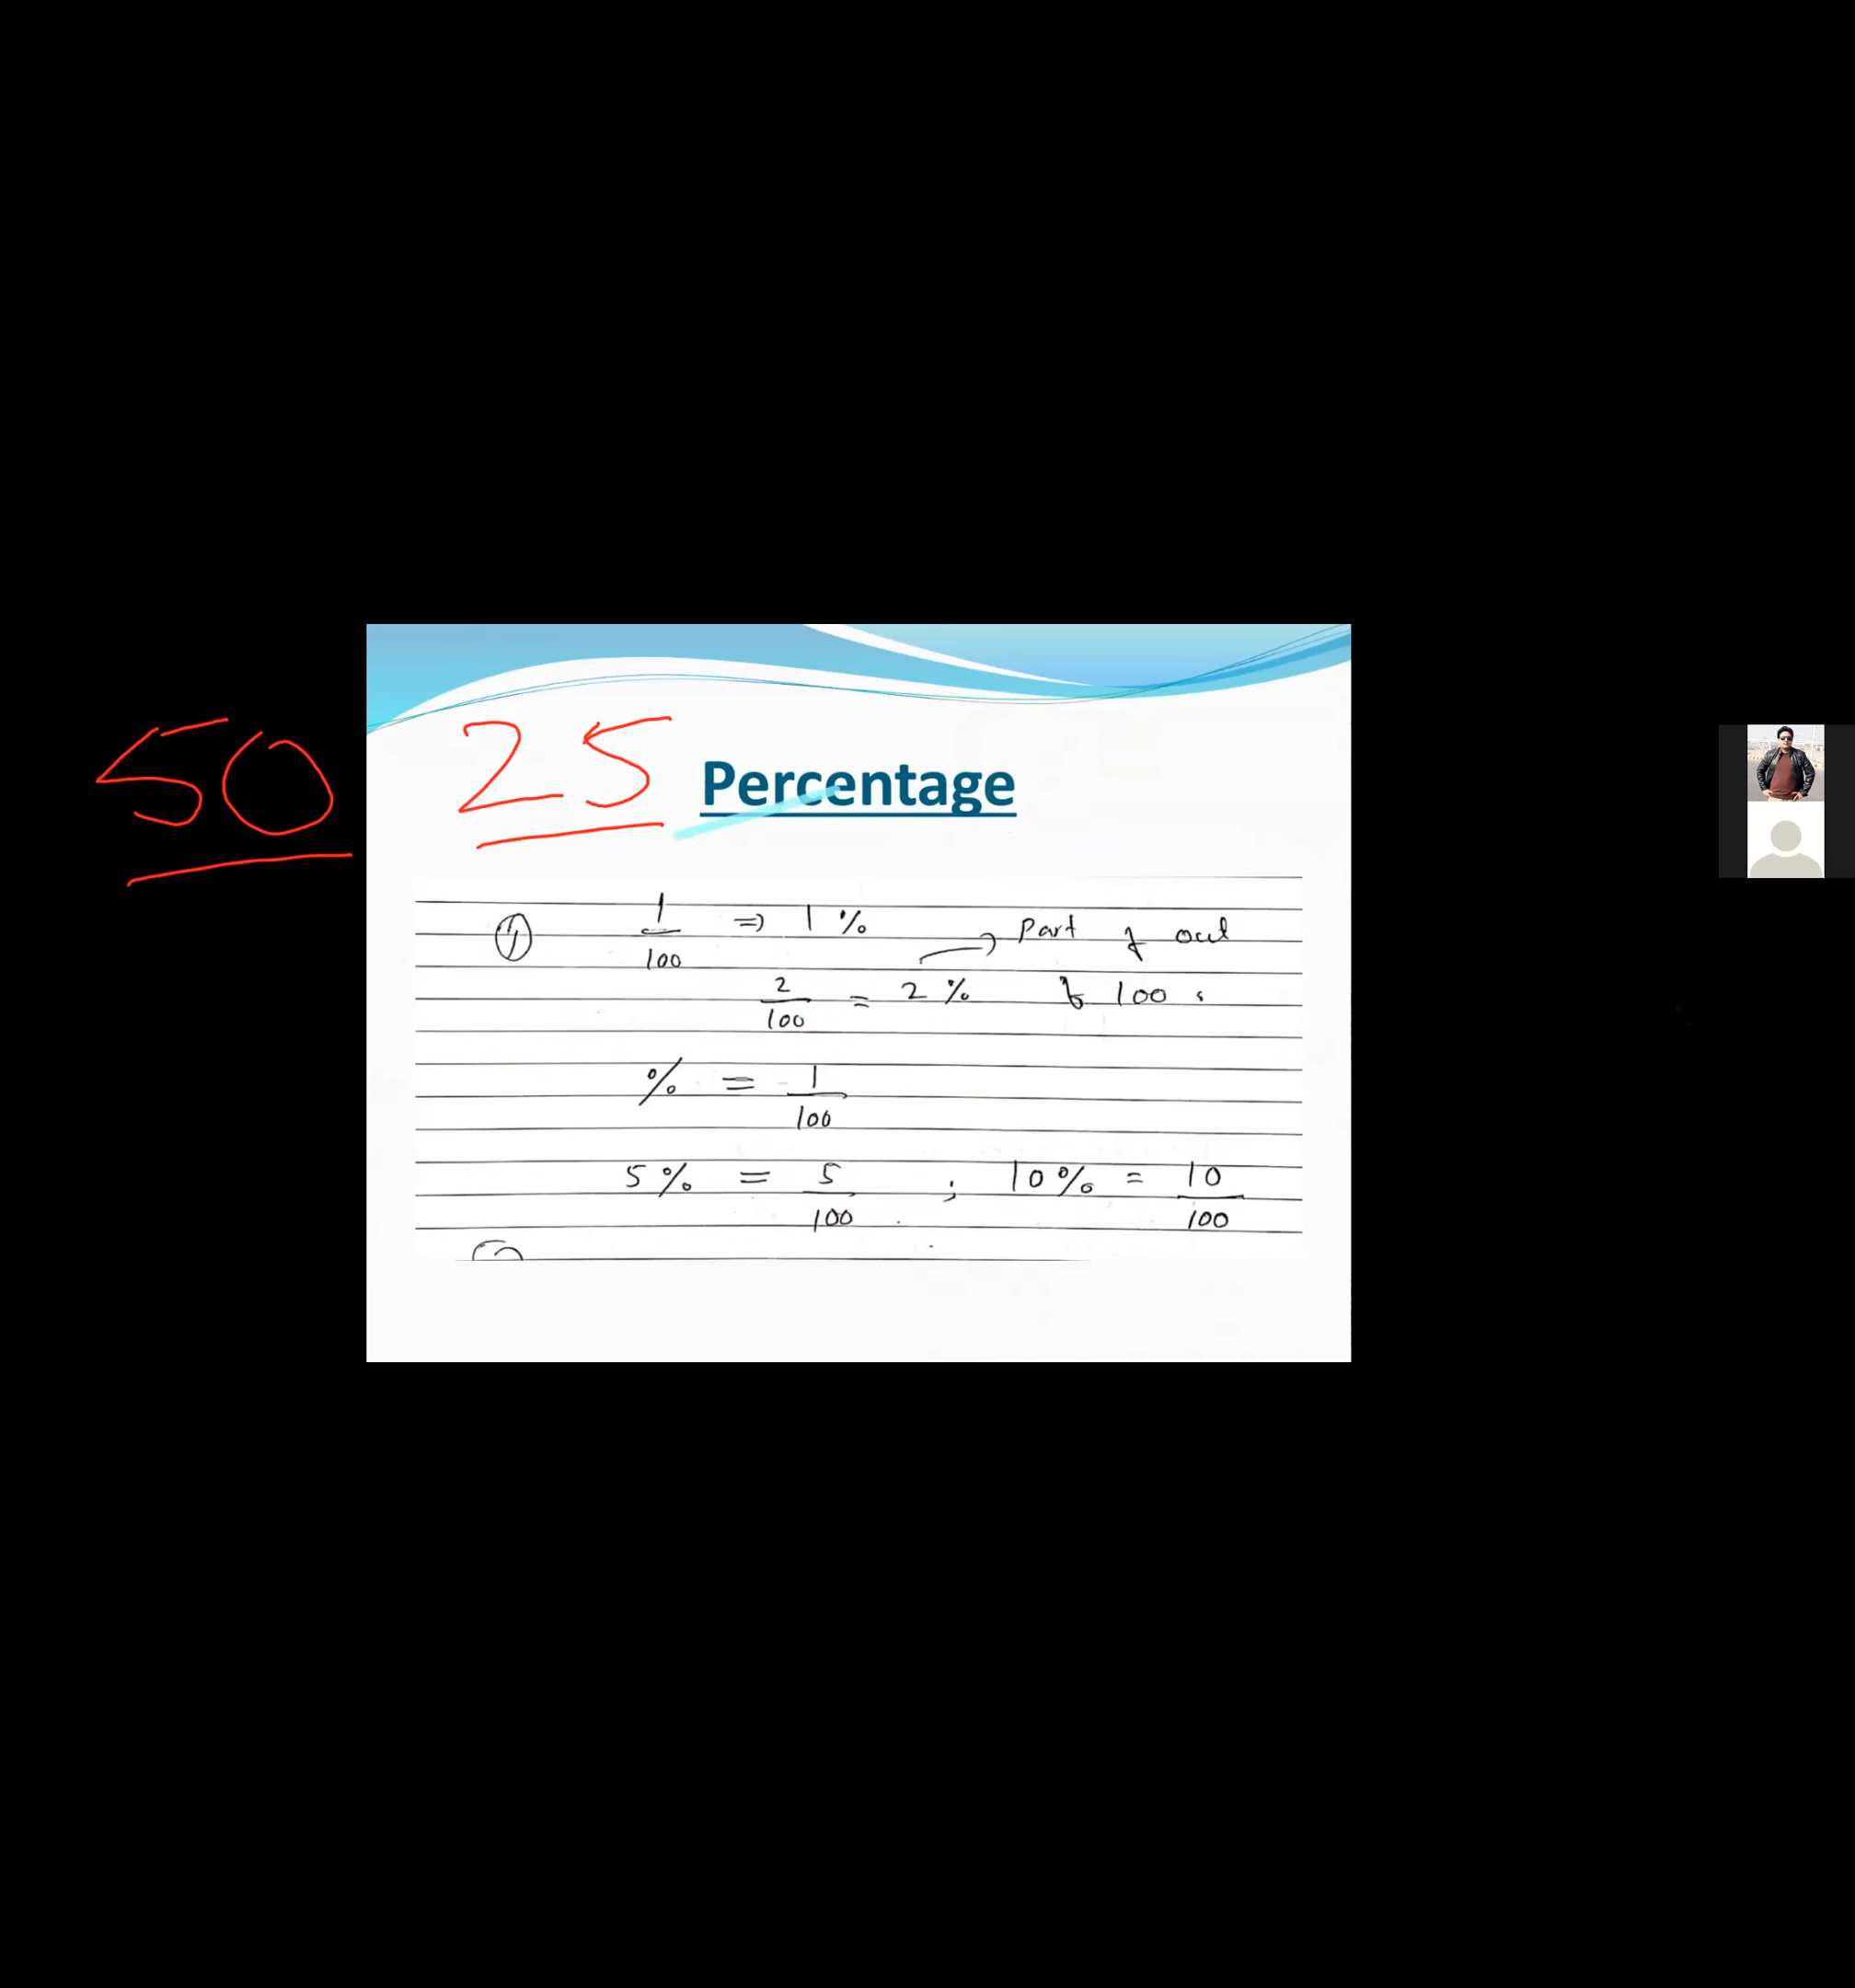 50 25 Percentage
① 1/100 ⇒ 1 % → Part of out
2/100 = 2 % of 100 .
% = 1/100
5 % = 5/100 ; 10 % = 10/100